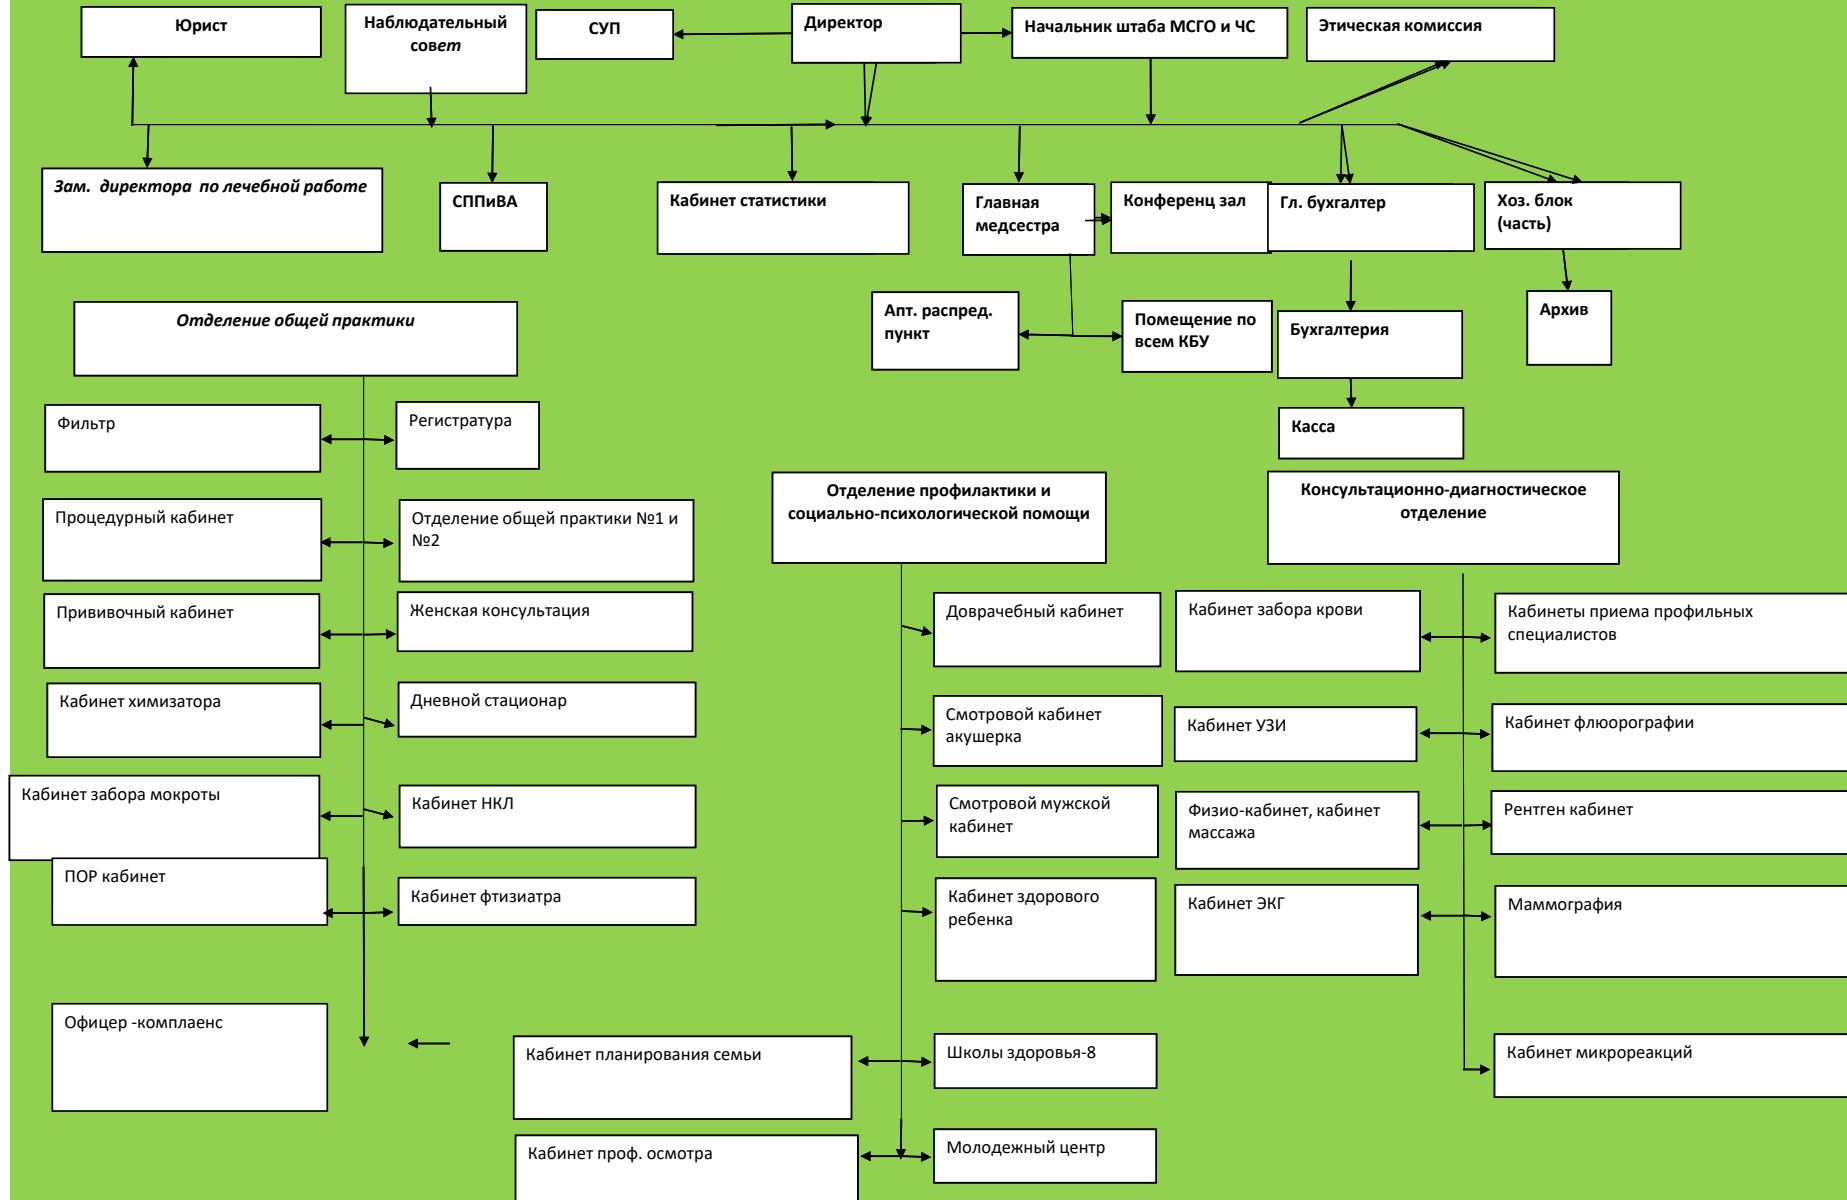 Юрист
Наблюдательный
совет
СУП
Директор
Начальник штаба МСГО и ЧС
Этическая комиссия
Зам. директора по лечебной работе
СППиВА
Кабинет статистики
Главная
медсестра
Конференц зал
Гл. бухгалтер
Хоз. блок
(часть)
Отделение общей практики
Апт. распред.
пункт
Помещение по
всем КБУ
Бухгалтерия
Архив
Касса
Фильтр
Регистратура
Процедурный кабинет
Отделение общей практики №1 и
№2
Прививочный кабинет
Женская консультация
Кабинет химизатора
Дневной стационар
Кабинет забора мокроты
Кабинет НКЛ
ПОР кабинет
Кабинет фтизиатра
Офицер -комплаенс
Отделение профилактики и
социально-психологической помощи
Доврачебный кабинет
Смотровой кабинет
акушерка
Смотровой мужской
кабинет
Кабинет здорового
ребенка
Кабинет планирования семьи
Школы здоровья-8
Кабинет проф. осмотра
Молодежный центр
Консультационно-диагностическое
отделение
Кабинет забора крови
Кабинеты приема профильных
специалистов
Кабинет УЗИ
Кабинет флюорографии
Физио-кабинет, кабинет
массажа
Рентген кабинет
Кабинет ЭКГ
Маммография
Кабинет микрореакций